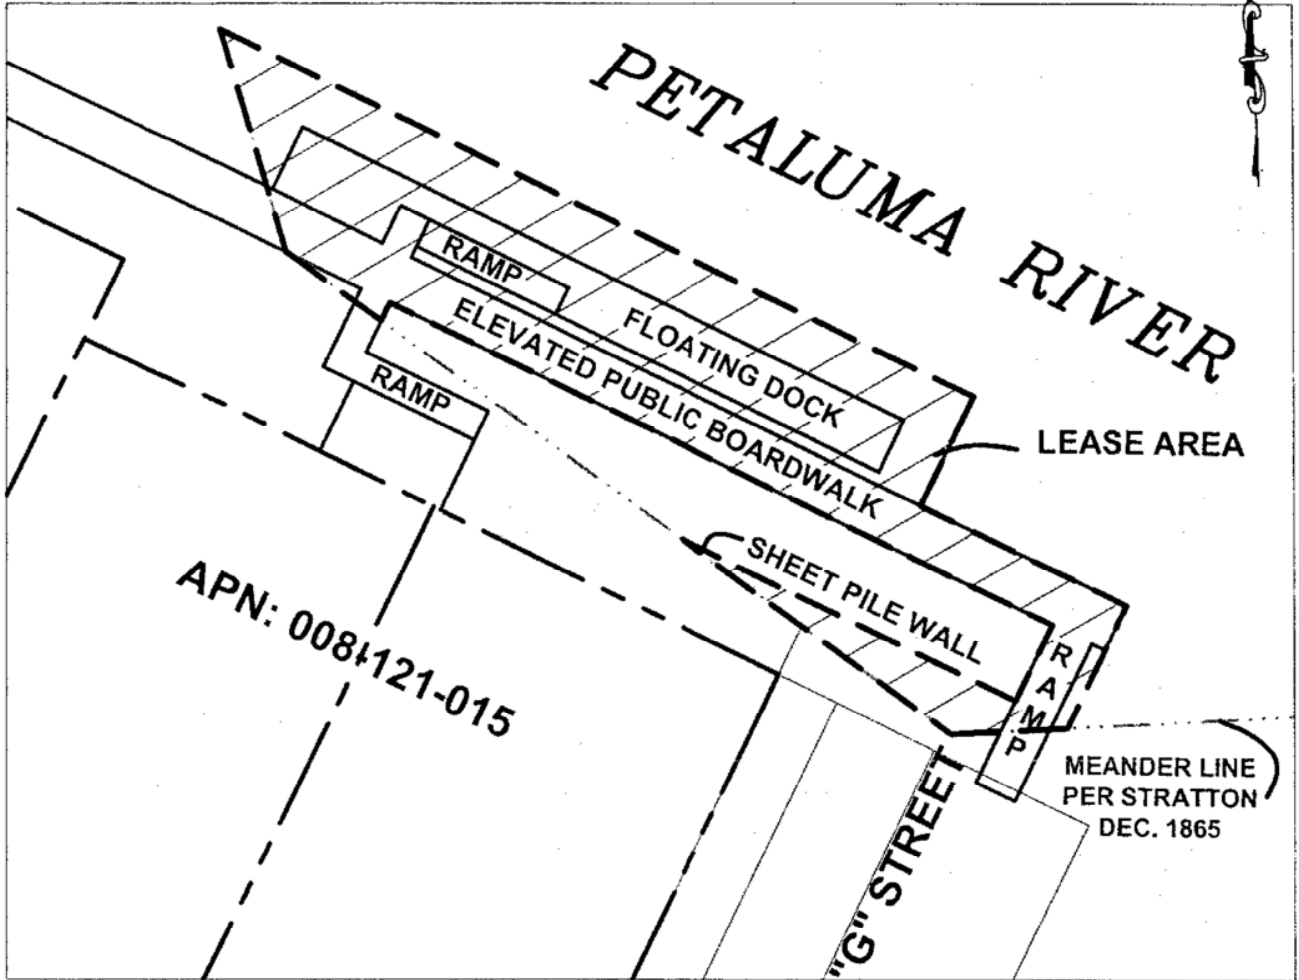 PETALUMA RIVER
RAMP
FLOATING DOCK
ELEVATED PUBLIC BOARDWALK
RAMP
LEASE AREA
SHEET PILE WALL
APN: 008-121-015
RAMP
MEANDER LINE
PER STRATTON
DEC. 1865
"G" STREET